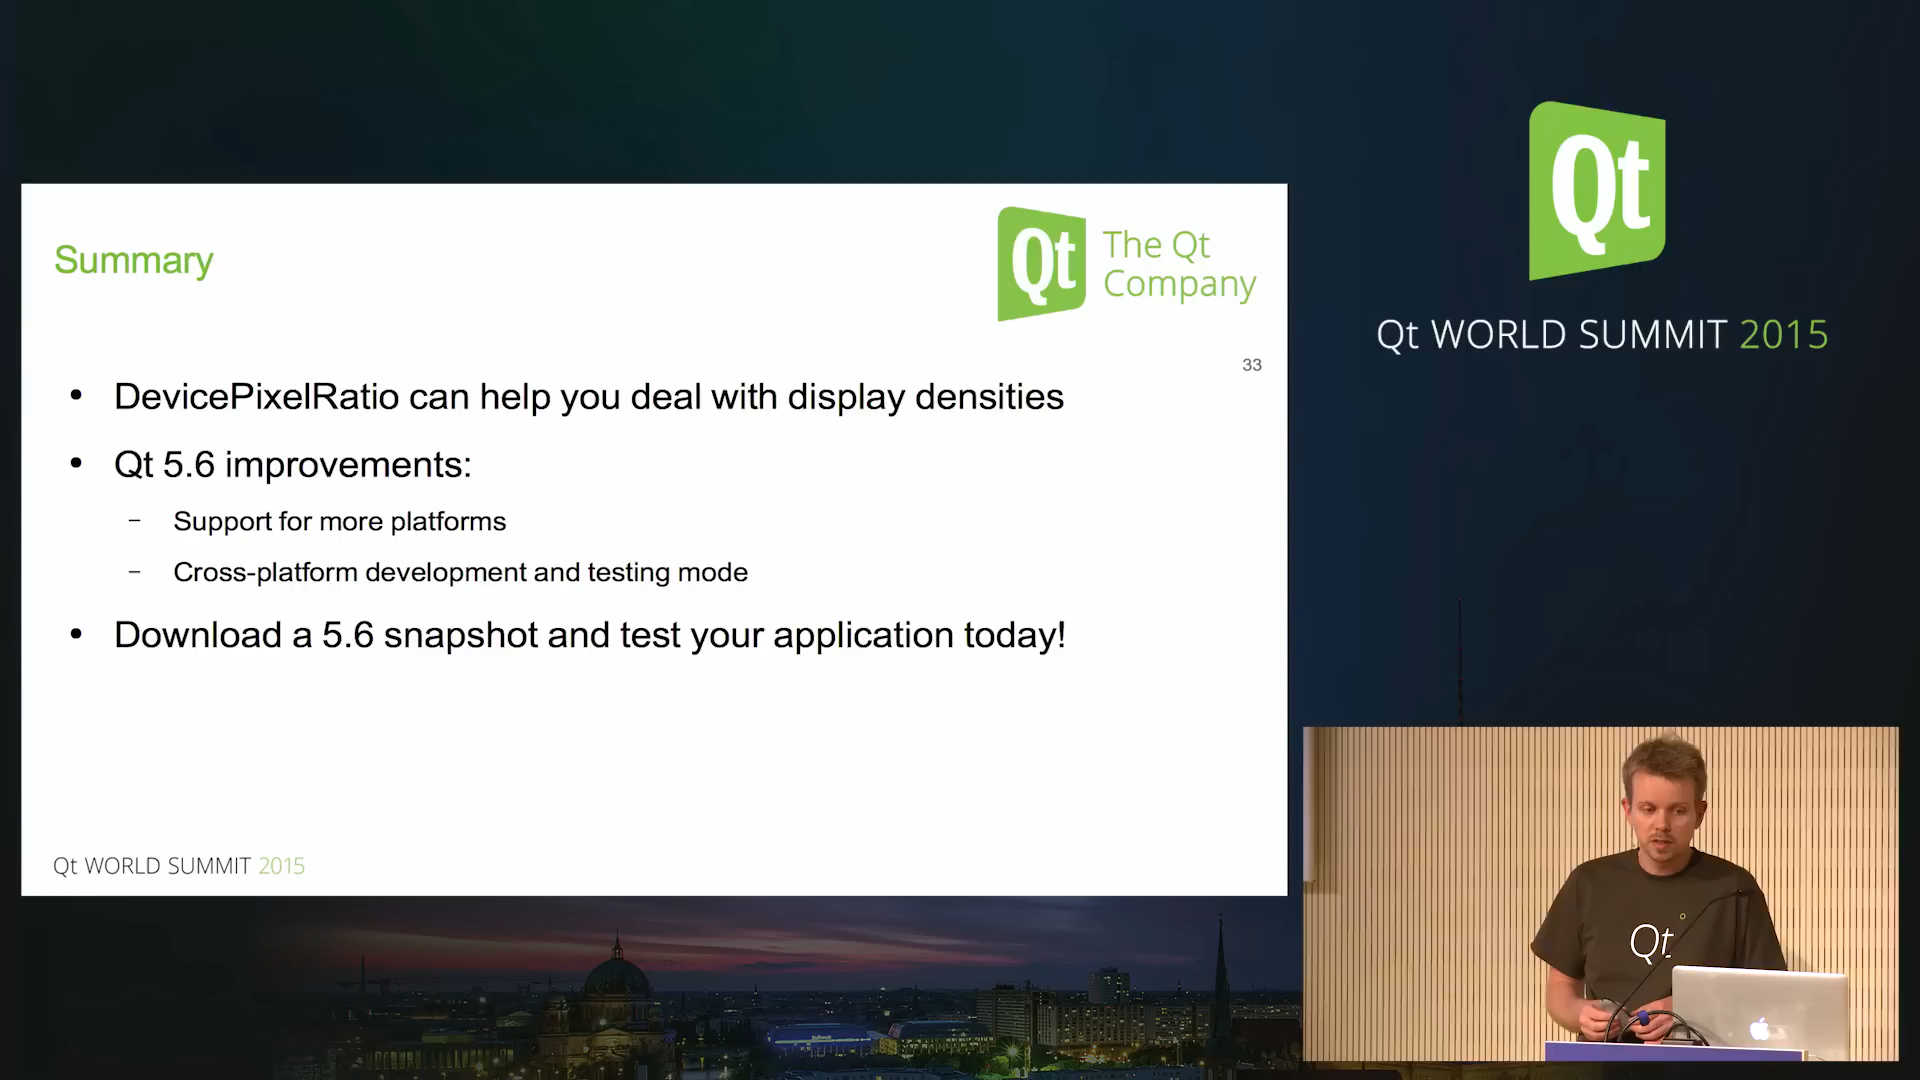 Summary
Qt The Qt
Company
33
• DevicePixelRatio can help you deal with display densities
• Qt 5.6 improvements:
– Support for more platforms
– Cross-platform development and testing mode
• Download a 5.6 snapshot and test your application today!
Qt WORLD SUMMIT 2015
Qt
Qt WORLD SUMMIT 2015
Qt